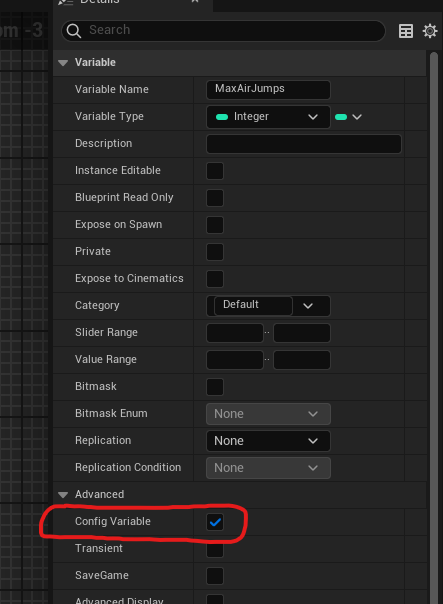 Details
om -3
Search
Variable
Variable Name MaxAirJumps
Variable Type Integer
Description
Instance Editable
Blueprint Read Only
Expose on Spawn
Private
Expose to Cinematics
Category Default
Slider Range ..
Value Range ..
Bitmask
Bitmask Enum None
Replication None
Replication Condition None
Advanced
Config Variable
Transient
SaveGame
Advanced Display